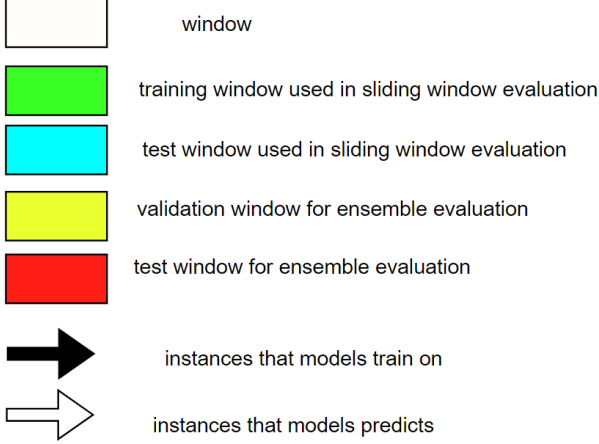 window
training window used in sliding window evaluation
test window used in sliding window evaluation
validation window for ensemble evaluation
test window for ensemble evaluation
instances that models train on
instances that models predicts